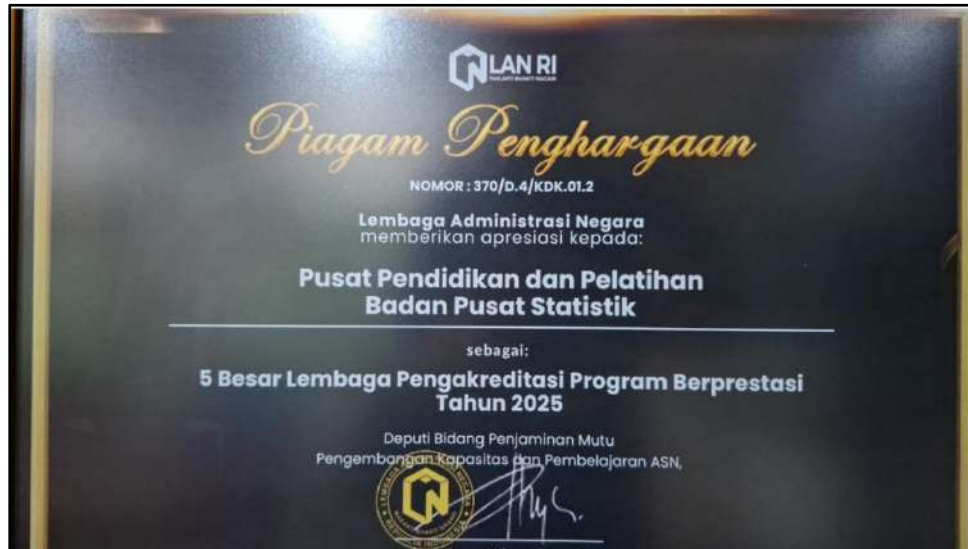 LAN RI
Piagam Penghargaan
NOMOR : 370/D.4/KDK.01.2
Lembaga Administrasi Negara
memberikan apresiasi kepada:
Pusat Pendidikan dan Pelatihan
Badan Pusat Statistik
sebagai:
5 Besar Lembaga Pengakreditasi Program Berprestasi
Tahun 2025
Deputi Bidang Penjaminan Mutu
Pengembangan Kapasitas dan Pembelajaran ASN,